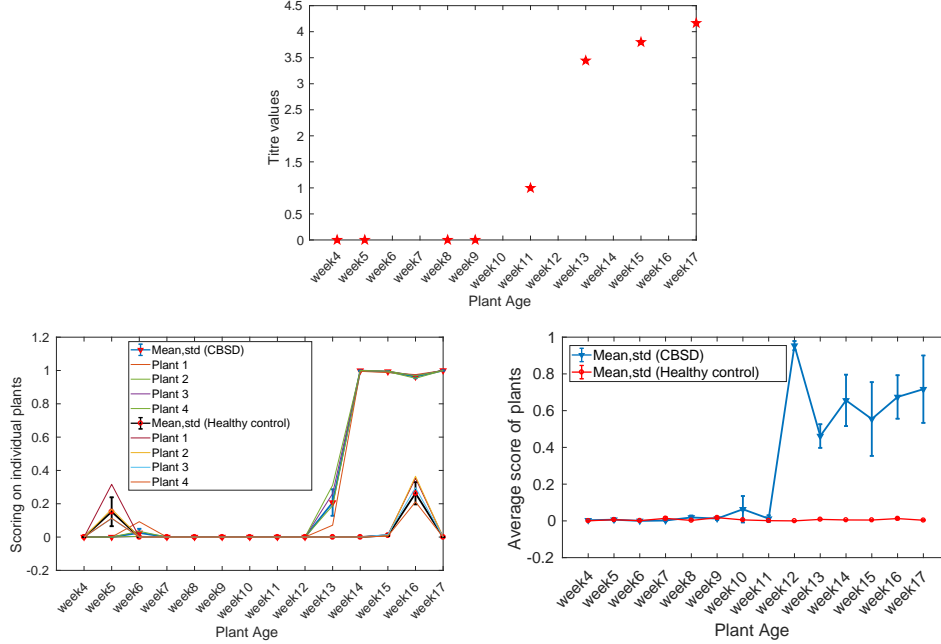 4.5
4
3.5
3
2.5
2
1.5
1
0.5
0
Titre values
week4
week5
week6
week7
week8
week9
week10
week11
week12
week13
week14
week15
week16
week17
Plant Age
1.2
1
0.8
0.6
0.4
0.2
0
-0.2
Scoring on individual plants
Mean,std (CBSD)
Plant 1
Plant 2
Plant 3
Plant 4
Mean,std (Healthy control)
Plant 1
Plant 2
Plant 3
Plant 4
week4
week5
week6
week7
week8
week9
week10
week11
week12
week13
week14
week15
week16
week17
Plant Age
1
0.8
0.6
0.4
0.2
0
-0.2
Average score of plants
Mean,std (CBSD)
Mean,std (Healthy control)
week4
week5
week6
week7
week8
week9
week10
week11
week12
week13
week14
week15
week16
week17
Plant Age